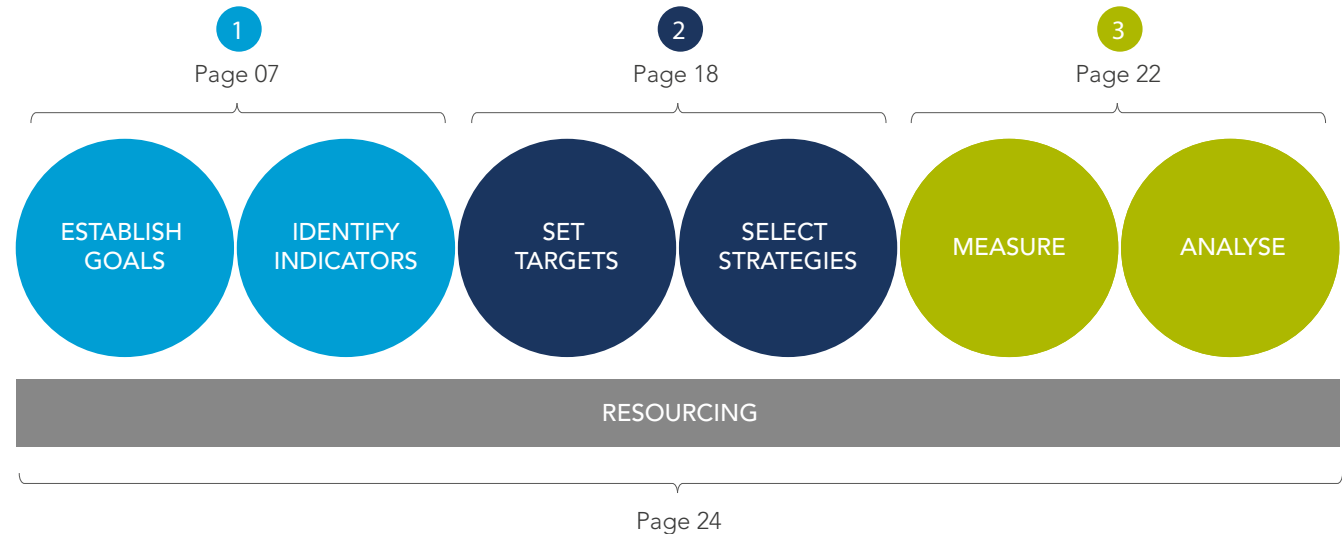 1
Page 07
2
Page 18
3
Page 22
ESTABLISH
GOALS
IDENTIFY
INDICATORS
SET
TARGETS
SELECT
STRATEGIES
MEASURE
ANALYSE
RESOURCING
Page 24